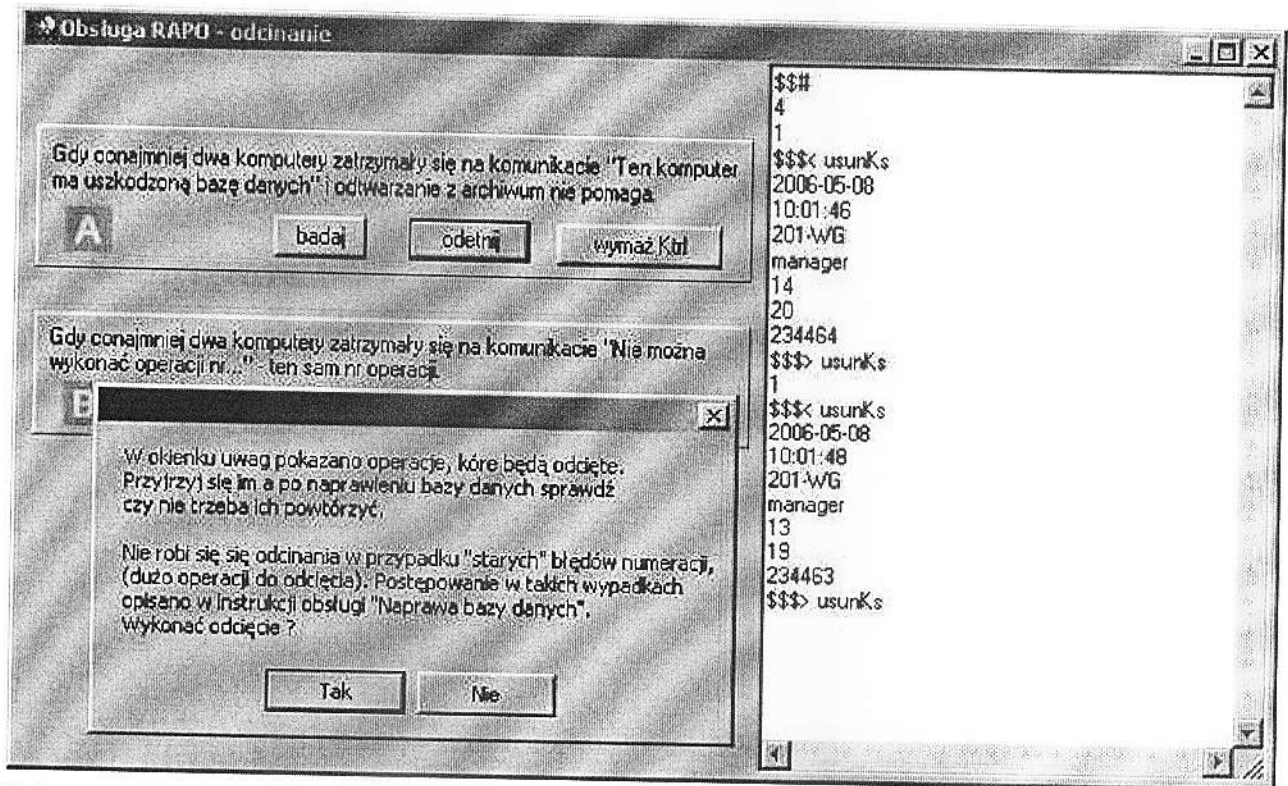 Obsługa RAPO - odcinanie
Gdy conajmniej dwa komputery zatrzymały się na komunikacie "Ten komputer
ma uszkodzoną bazę danych" i odtwarzanie z archiwum nie pomaga.
A
badaj
odetnij
wymaż Ktrl
Gdy conajmniej dwa komputery zatrzymały się na komunikacie "Nie można
wykonać operacji nr..." - ten sam nr operacji.
B
W okienku uwag pokazano operacje, kóre będą odcięte.
Przyjrzyj się im a po naprawieniu bazy danych sprawdź
czy nie trzeba ich powtórzyć.
Nie robi się się odcinania w przypadku "starych" błędów numeracji,
(dużo operacji do odcięcia). Postępowanie w takich wypadkach
opisano w instrukcji obsługi "Naprawa bazy danych".
Wykonać odcięcie ?
Tak
Nie
$$#
4
1
$$$< usunKs
2006-05-08
10:01:46
201-WG
manager
14
20
234464
$$$> usunKs
1
$$$< usunKs
2006-05-08
10:01:48
201-WG
manager
13
19
234463
$$$> usunKs